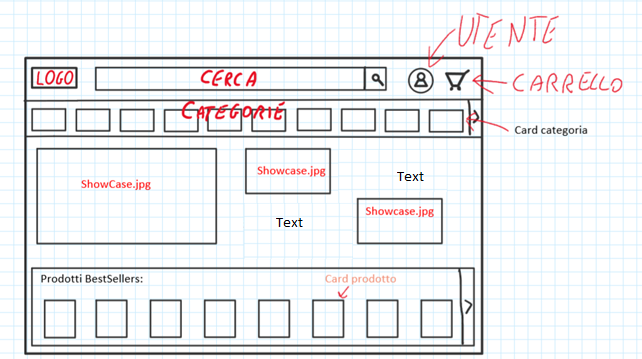 UTENTE
LOGO
CERCA
CARRELLO
CATEGORIE
Card categoria
ShowCase.jpg
Showcase.jpg
Text
Text
Showcase.jpg
Prodotti BestSellers:
Card prodotto